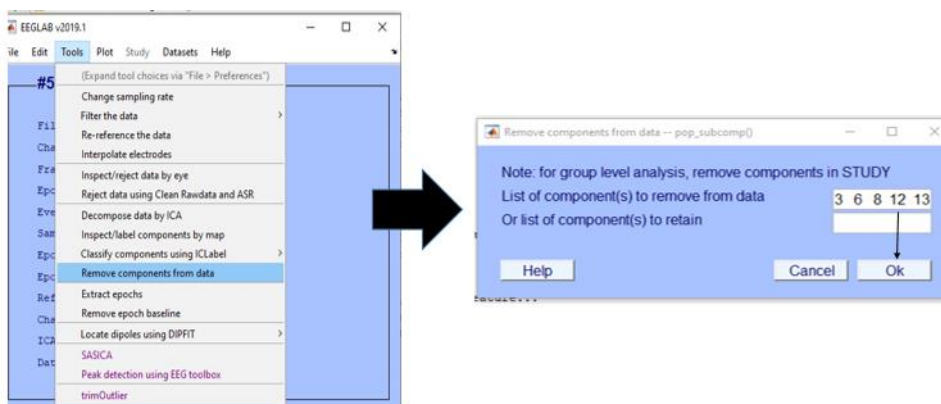 EEGLAB v2019.1
ile Edit Tools Plot Study Datasets Help
#5
(Expand tool choices via "File > Preferences")
Change sampling rate
Filter the data
Re-reference the data
Interpolate electrodes
Inspect/reject data by eye
Reject data using Clean Rawdata and ASR
Decompose data by ICA
Inspect/label components by map
Classify components using ICLabel
Remove components from data
Extract epochs
Remove epoch baseline
Locate dipoles using DIPFIT
SASICA
Peak detection using EEG toolbox
trimOutlier
Fil
Cha
Fra
Epo
Eve
Sam
Epo
Epo
Ref
Cha
ICA
Dat
Remove components from data -- pop_subcomp()
Note: for group level analysis, remove components in STUDY
List of component(s) to remove from data 3 6 8 12 13
Or list of component(s) to retain
Help Cancel Ok